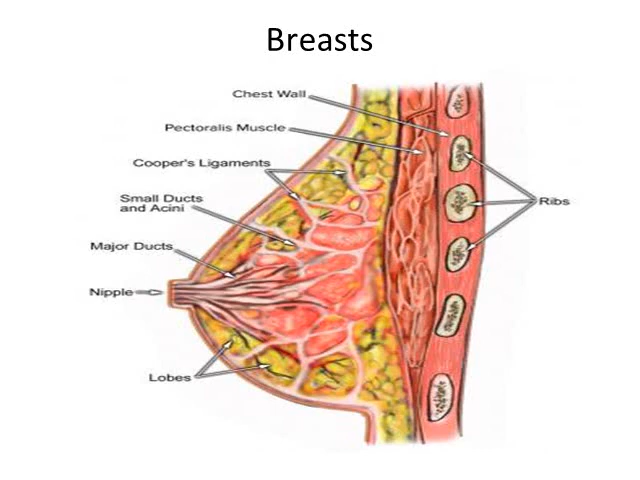 Breasts
Chest Wall
Pectoralis Muscle
Cooper's Ligaments
Small Ducts
and Acini
Ribs
Major Ducts
Nipple
Lobes